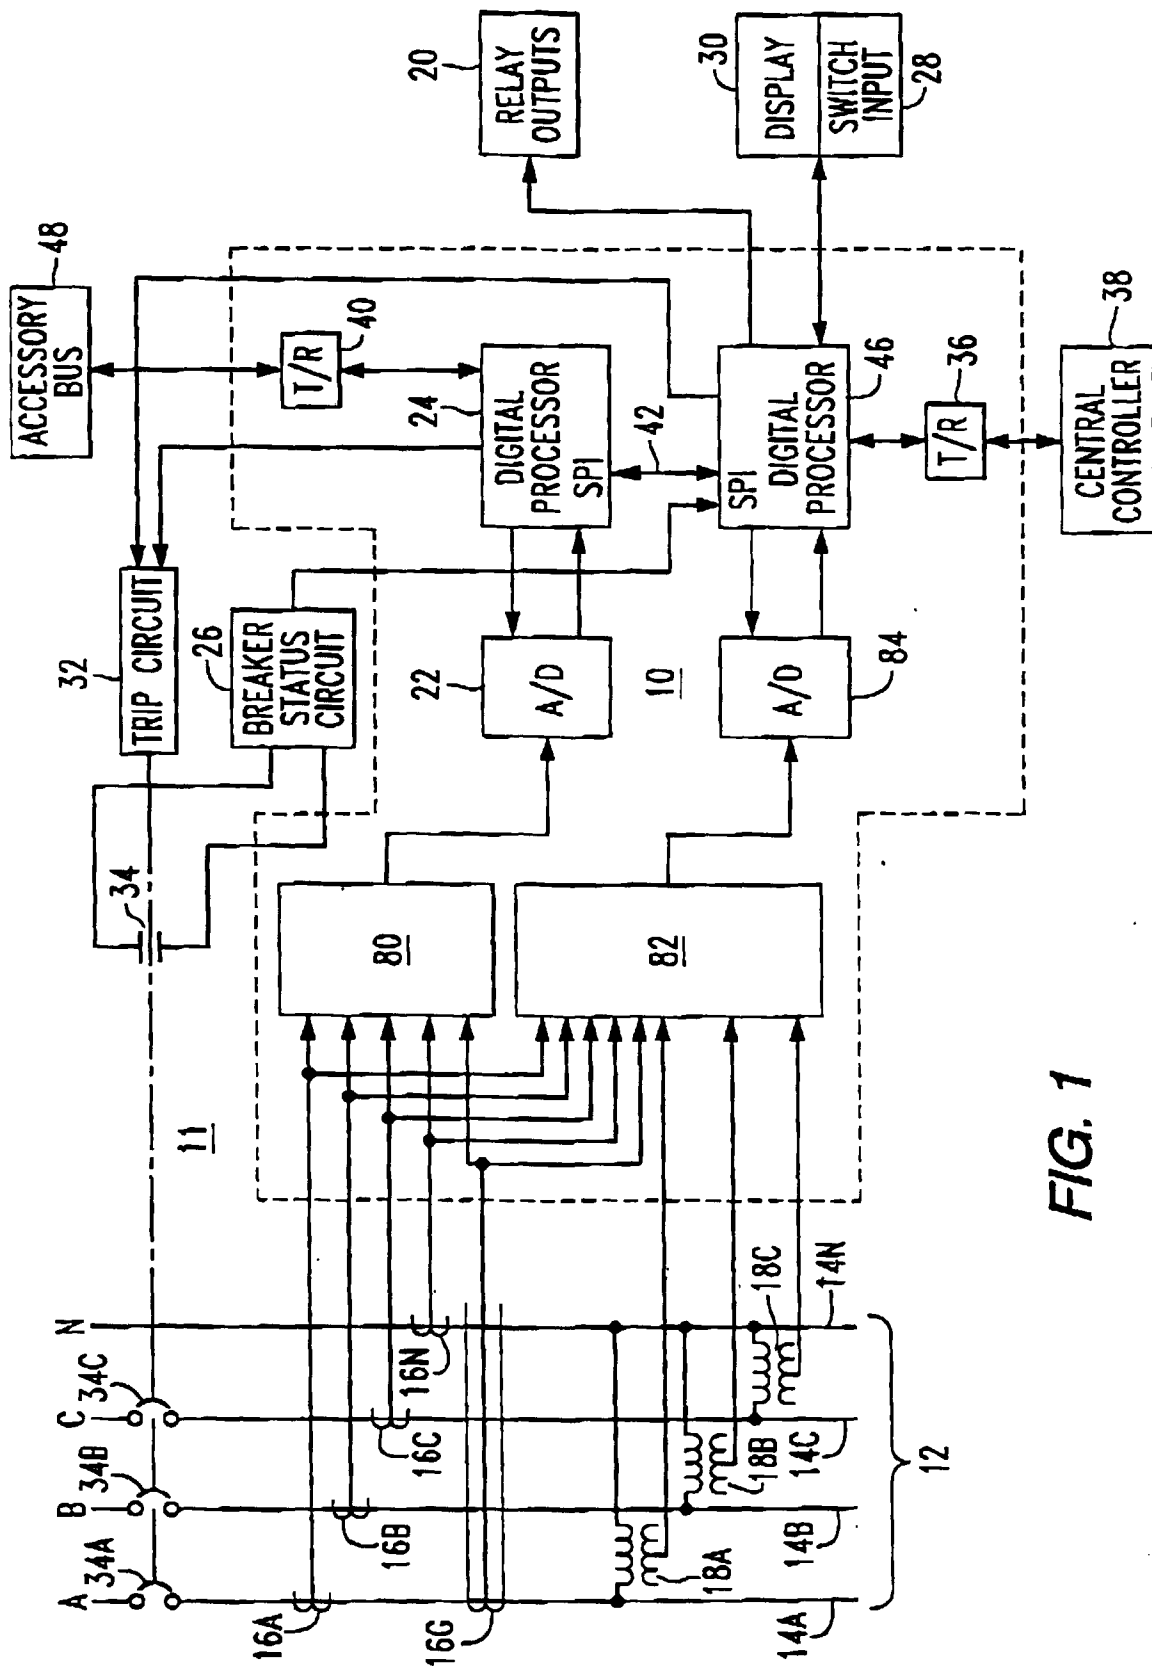 A
B
C
N
34A
34B
34C
16A
16B
16C
16N
16G
18A
18B
18C
14A
14B
14C
14N
12
11
34
32
TRIP CIRCUIT
26
BREAKER
STATUS
CIRCUIT
80
82
22
A/D
10
A/D
84
48
ACCESSORY
BUS
T/R
40
24
DIGITAL
PROCESSOR
SPI
42
SPI
DIGITAL
PROCESSOR
46
T/R
36
38
CENTRAL
CONTROLLER
20
RELAY
OUTPUTS
30
DISPLAY
SWITCH
INPUT
28
FIG. 1